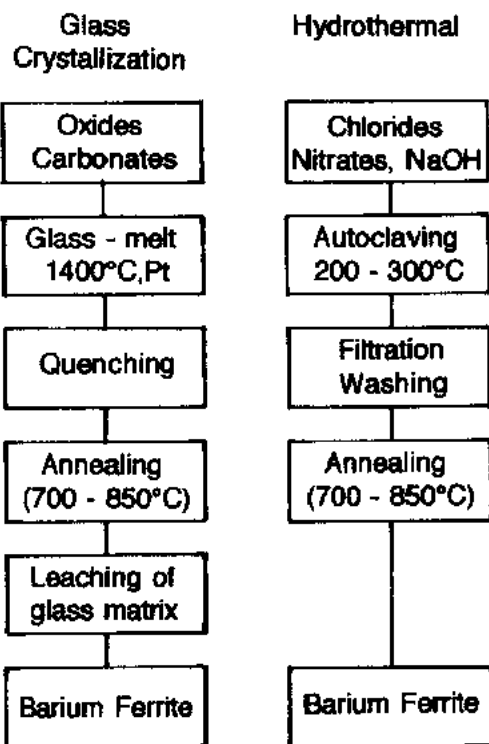 Glass
Crystallization
Oxides
Carbonates
Glass - melt
1400°C,Pt
Quenching
Annealing
(700 - 850°C)
Leaching of
glass matrix
Barium Ferrite
Hydrothermal
Chlorides
Nitrates, NaOH
Autoclaving
200 - 300°C
Filtration
Washing
Annealing
(700 - 850°C)
Barium Ferrite